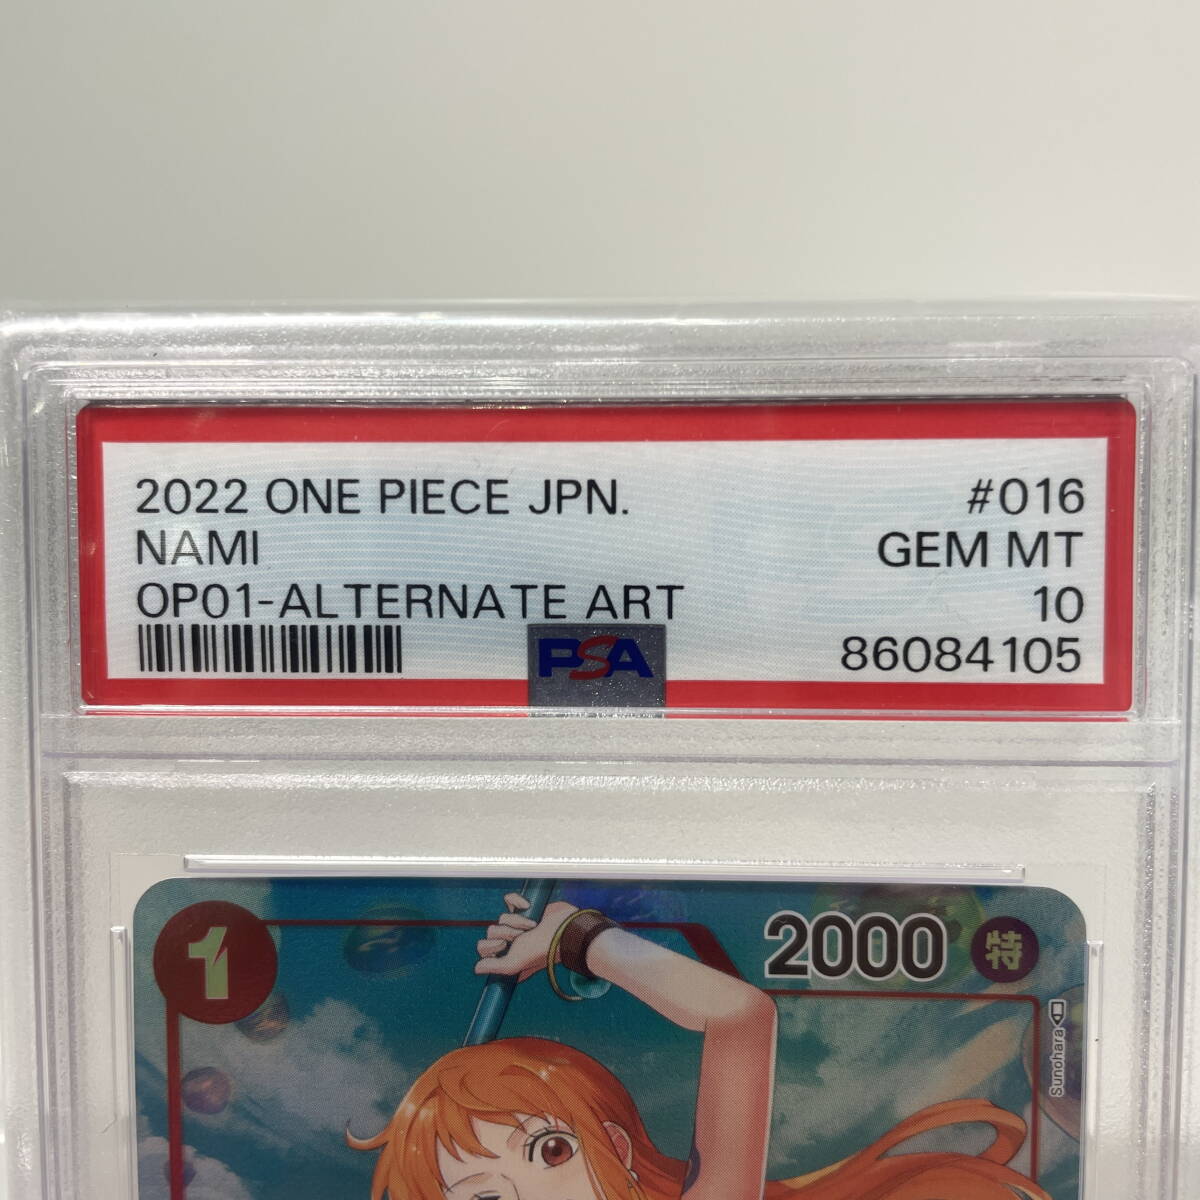 2022 ONE PIECE JPN. #016
NAMI GEM MT
OP01-ALTERNATE ART 10
PSA 86084105
1
2000 特
Sunohara